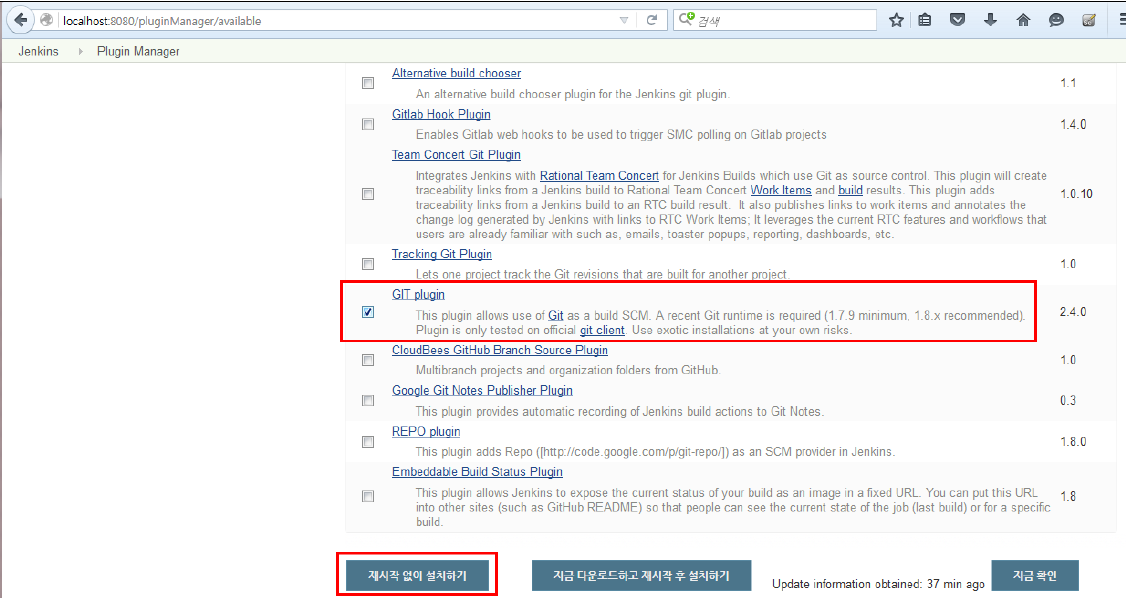 localhost:8080/pluginManager/available
검색
Jenkins
Plugin Manager
Alternative build chooser
An alternative build chooser plugin for the Jenkins git plugin.
1.1
Gitlab Hook Plugin
Enables Gitlab web hooks to be used to trigger SMC polling on Gitlab projects
1.4.0
Team Concert Git Plugin
Integrates Jenkins with Rational Team Concert for Jenkins Builds which use Git as source control. This plugin will create
traceability links from a Jenkins build to Rational Team Concert Work Items and build results. This plugin adds
traceability links from a Jenkins build to an RTC build result. It also publishes links to work items and annotates the
change log generated by Jenkins with links to RTC Work Items; It leverages the current RTC features and workflows that
users are already familiar with such as, emails, toaster popups, reporting, dashboards, etc.
1.0.10
Tracking Git Plugin
Lets one project track the Git revisions that are built for another project.
1.0
GIT plugin
This plugin allows use of Git as a build SCM. A recent Git runtime is required (1.7.9 minimum, 1.8.x recommended).
Plugin is only tested on official git client. Use exotic installations at your own risks.
2.4.0
CloudBees GitHub Branch Source Plugin
Multibranch projects and organization folders from GitHub.
1.0
Google Git Notes Publisher Plugin
This plugin provides automatic recording of Jenkins build actions to Git Notes.
0.3
REPO plugin
This plugin adds Repo ([http://code.google.com/p/git-repo/]) as an SCM provider in Jenkins.
1.8.0
Embeddable Build Status Plugin
This plugin allows Jenkins to expose the current status of your build as an image in a fixed URL. You can put this URL
into other sites (such as GitHub README) so that people can see the current state of the job (last build) or for a specific
build.
1.8
재시작 없이 설치하기
지금 다운로드하고 재시작 후 설치하기
Update information obtained: 37 min ago
지금 확인